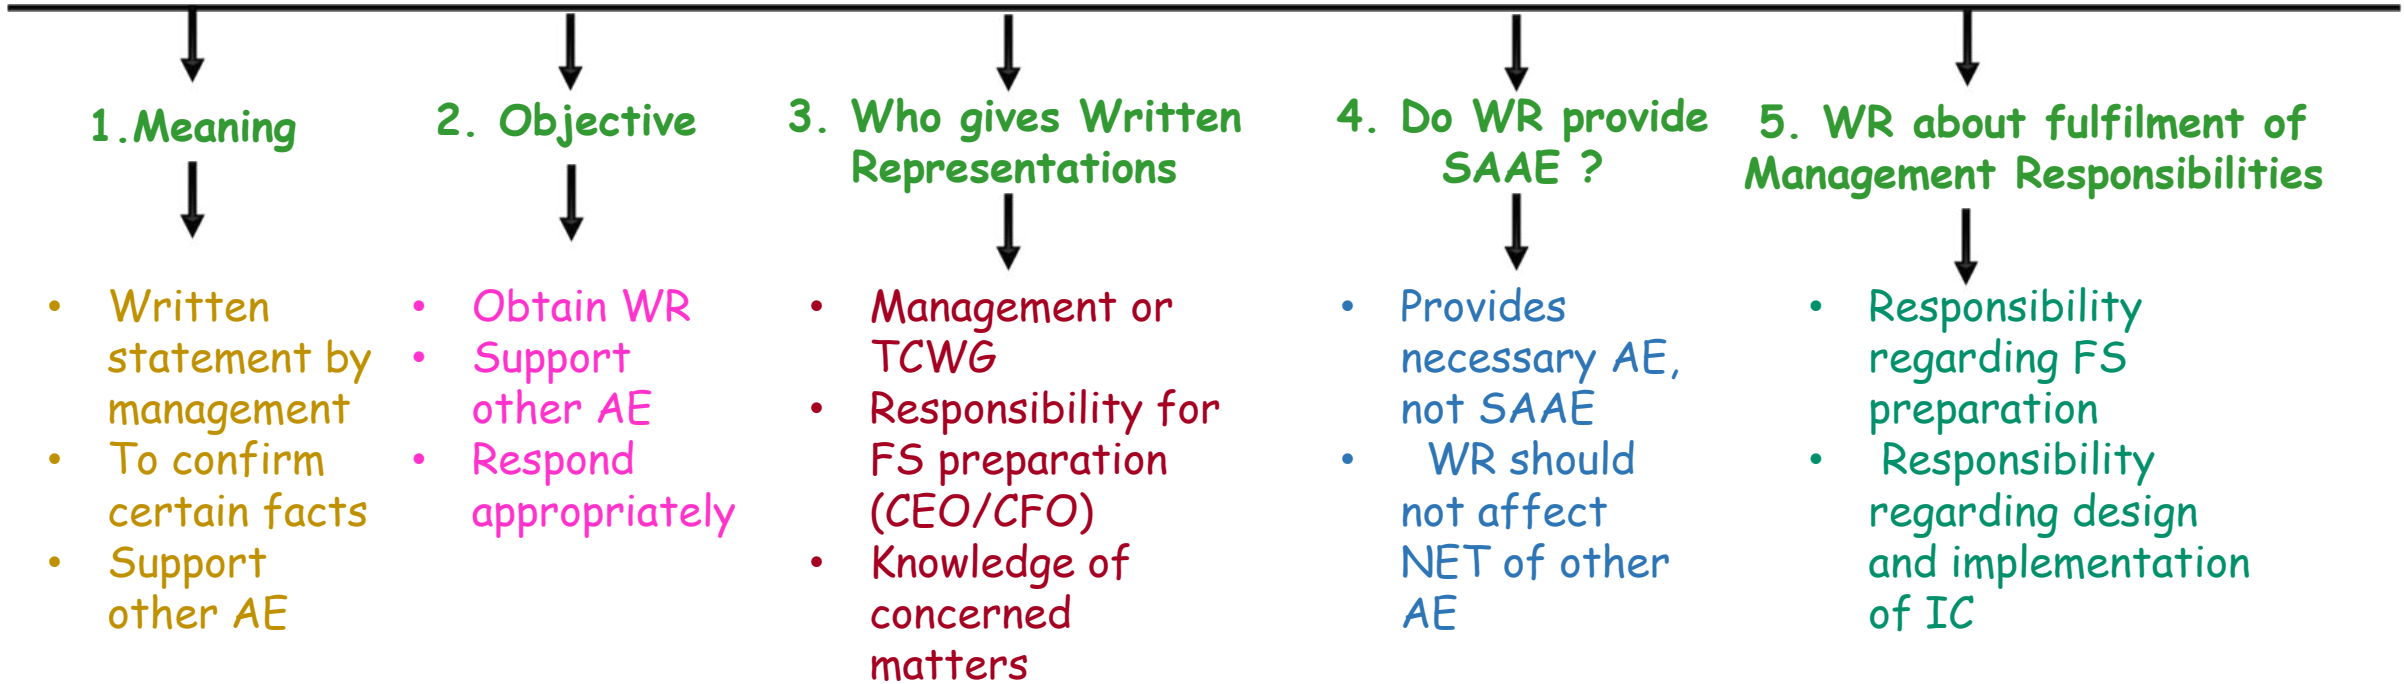 1.Meaning
• Written
statement by
management
• To confirm
certain facts
• Support
other AE
2. Objective
• Obtain WR
• Support
other AE
• Respond
appropriately
3. Who gives Written
Representations
• Management or
TCWG
• Responsibility for
FS preparation
(CEO/CFO)
• Knowledge of
concerned
matters
4. Do WR provide
SAAE ?
• Provides
necessary AE,
not SAAE
• WR should
not affect
NET of other
AE
5. WR about fulfilment of
Management Responsibilities
• Responsibility
regarding FS
preparation
• Responsibility
regarding design
and implementation
of IC